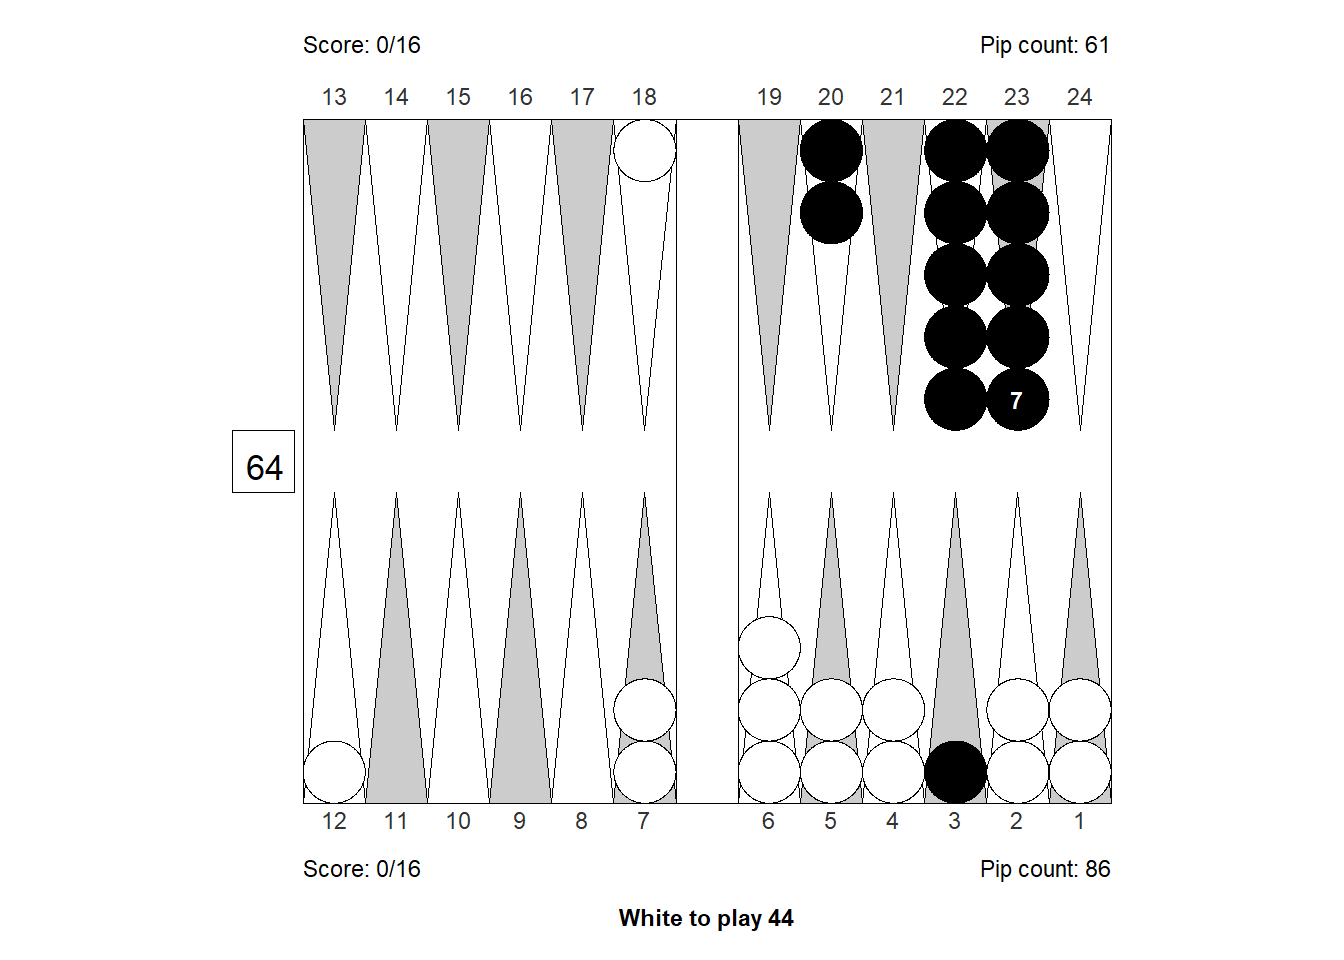 Score: 0/16 Pip count: 61
13 14 15 16 17 18 19 20 21 22 23 24
7
64
12 11 10 9 8 7 6 5 4 3 2 1
Score: 0/16 Pip count: 86
White to play 44